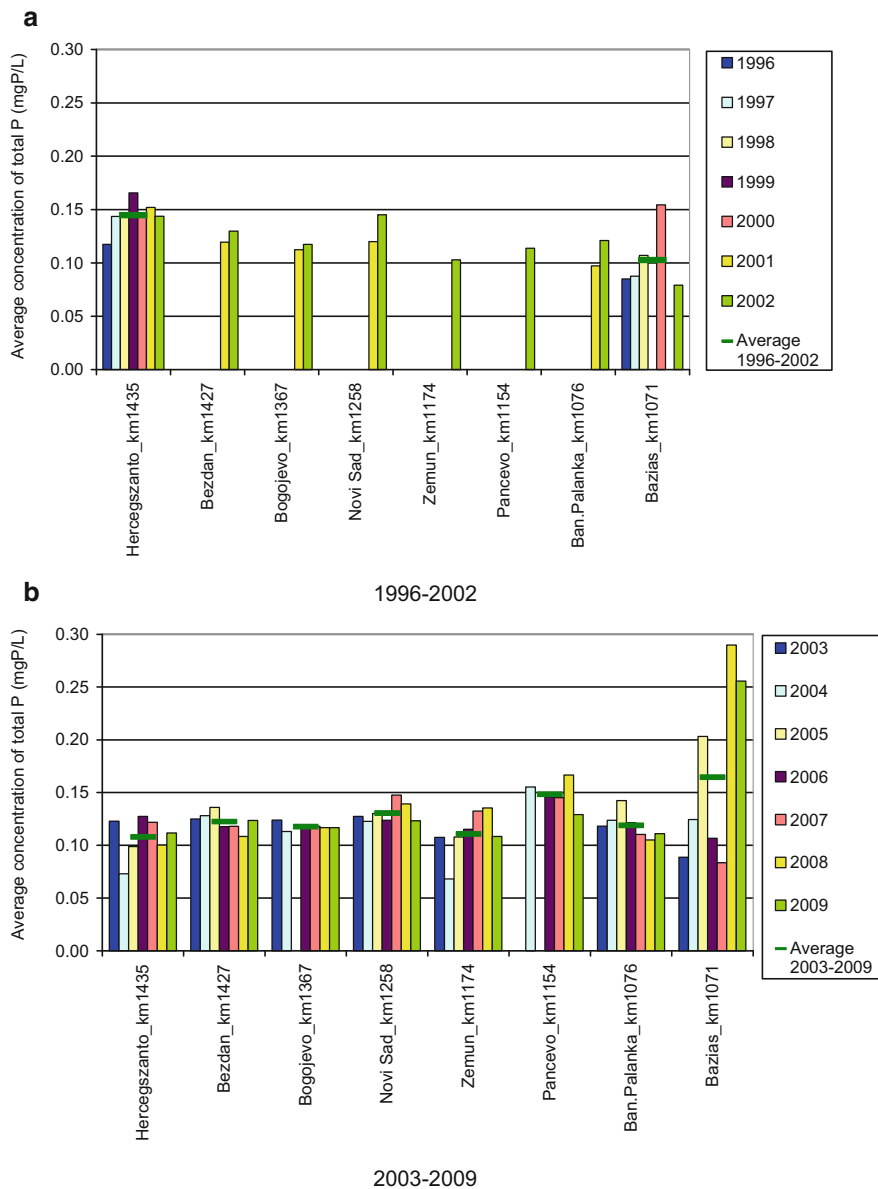 a
Average concentration of total P (mgP/L)
0.30
0.25
0.20
0.15
0.10
0.05
0.00
Hercegszanto_km1435
Bezdan_km1427
Bogojevo_km1367
Novi Sad_km1258
Zemun_km1174
Pancevo_km1154
Ban.Palanka_km1076
Bazias_km1071
1996
1997
1998
1999
2000
2001
2002
Average
1996-2002
1996-2002
b
Average concentration of total P (mgP/L)
0.30
0.25
0.20
0.15
0.10
0.05
0.00
Hercegszanto_km1435
Bezdan_km1427
Bogojevo_km1367
Novi Sad_km1258
Zemun_km1174
Pancevo_km1154
Ban.Palanka_km1076
Bazias_km1071
2003
2004
2005
2006
2007
2008
2009
Average
2003-2009
2003-2009